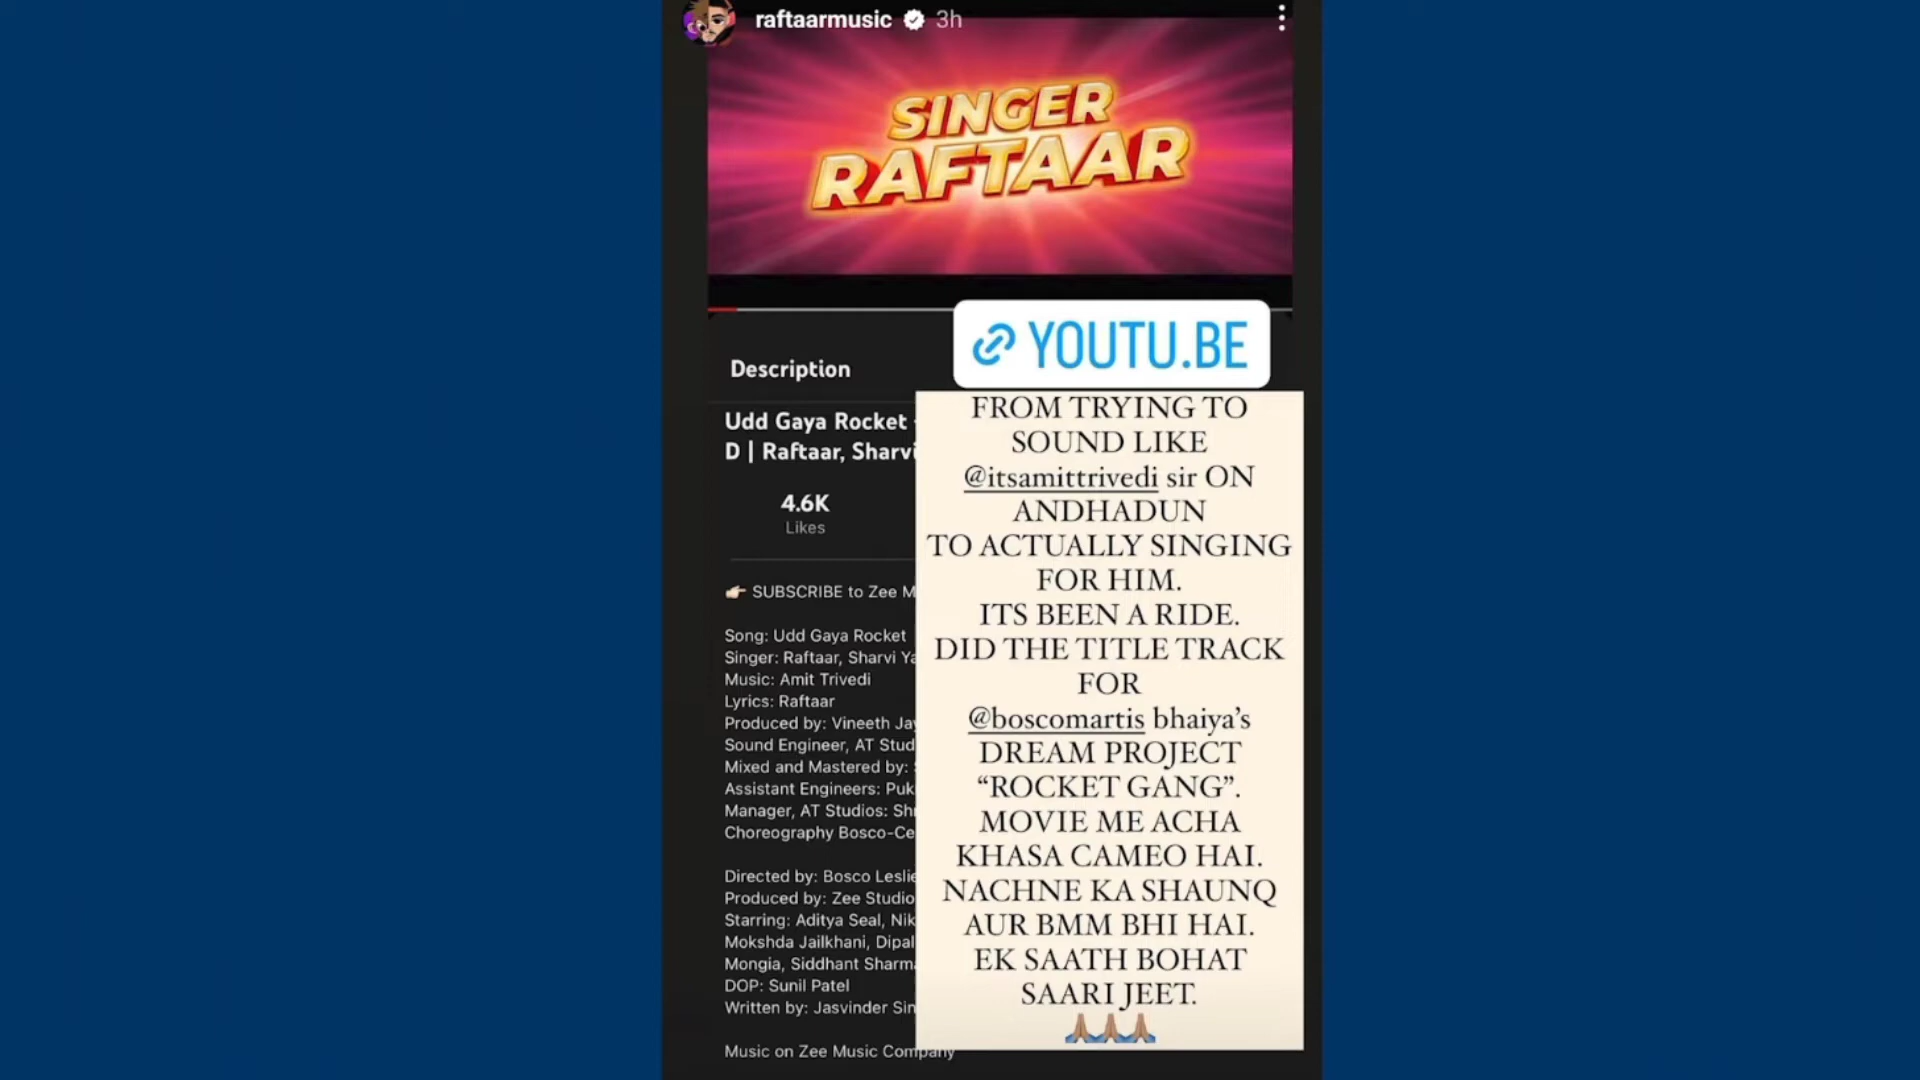 raftaarmusic 3h
SINGER
RAFTAAR
YOUTU.BE
Description
Udd Gaya Rocket
D | Raftaar, Sharvi
4.6K
Likes
👉 SUBSCRIBE to Zee M
Song: Udd Gaya Rocket
Singer: Raftaar, Sharvi Ya
Music: Amit Trivedi
Lyrics: Raftaar
Produced by: Vineeth Jay
Sound Engineer, AT Stud
Mixed and Mastered by:
Assistant Engineers: Puk
Manager, AT Studios: Shr
Choreography Bosco-Ce
Directed by: Bosco Leslie
Produced by: Zee Studio
Starring: Aditya Seal, Nik
Mokshda Jailkhani, Dipal
Mongia, Siddhant Sharma
DOP: Sunil Patel
Written by: Jasvinder Sin
Music on Zee Music Company
FROM TRYING TO
SOUND LIKE
@itsamittrivedi sir ON
ANDHADUN
TO ACTUALLY SINGING
FOR HIM.
ITS BEEN A RIDE.
DID THE TITLE TRACK
FOR
@boscomartis bhaiya’s
DREAM PROJECT
“ROCKET GANG”.
MOVIE ME ACHA
KHASA CAMEO HAI.
NACHNE KA SHAUNQ
AUR BMM BHI HAI.
EK SAATH BOHAT
SAARI JEET.
🙏🏽🙏🏽🙏🏽